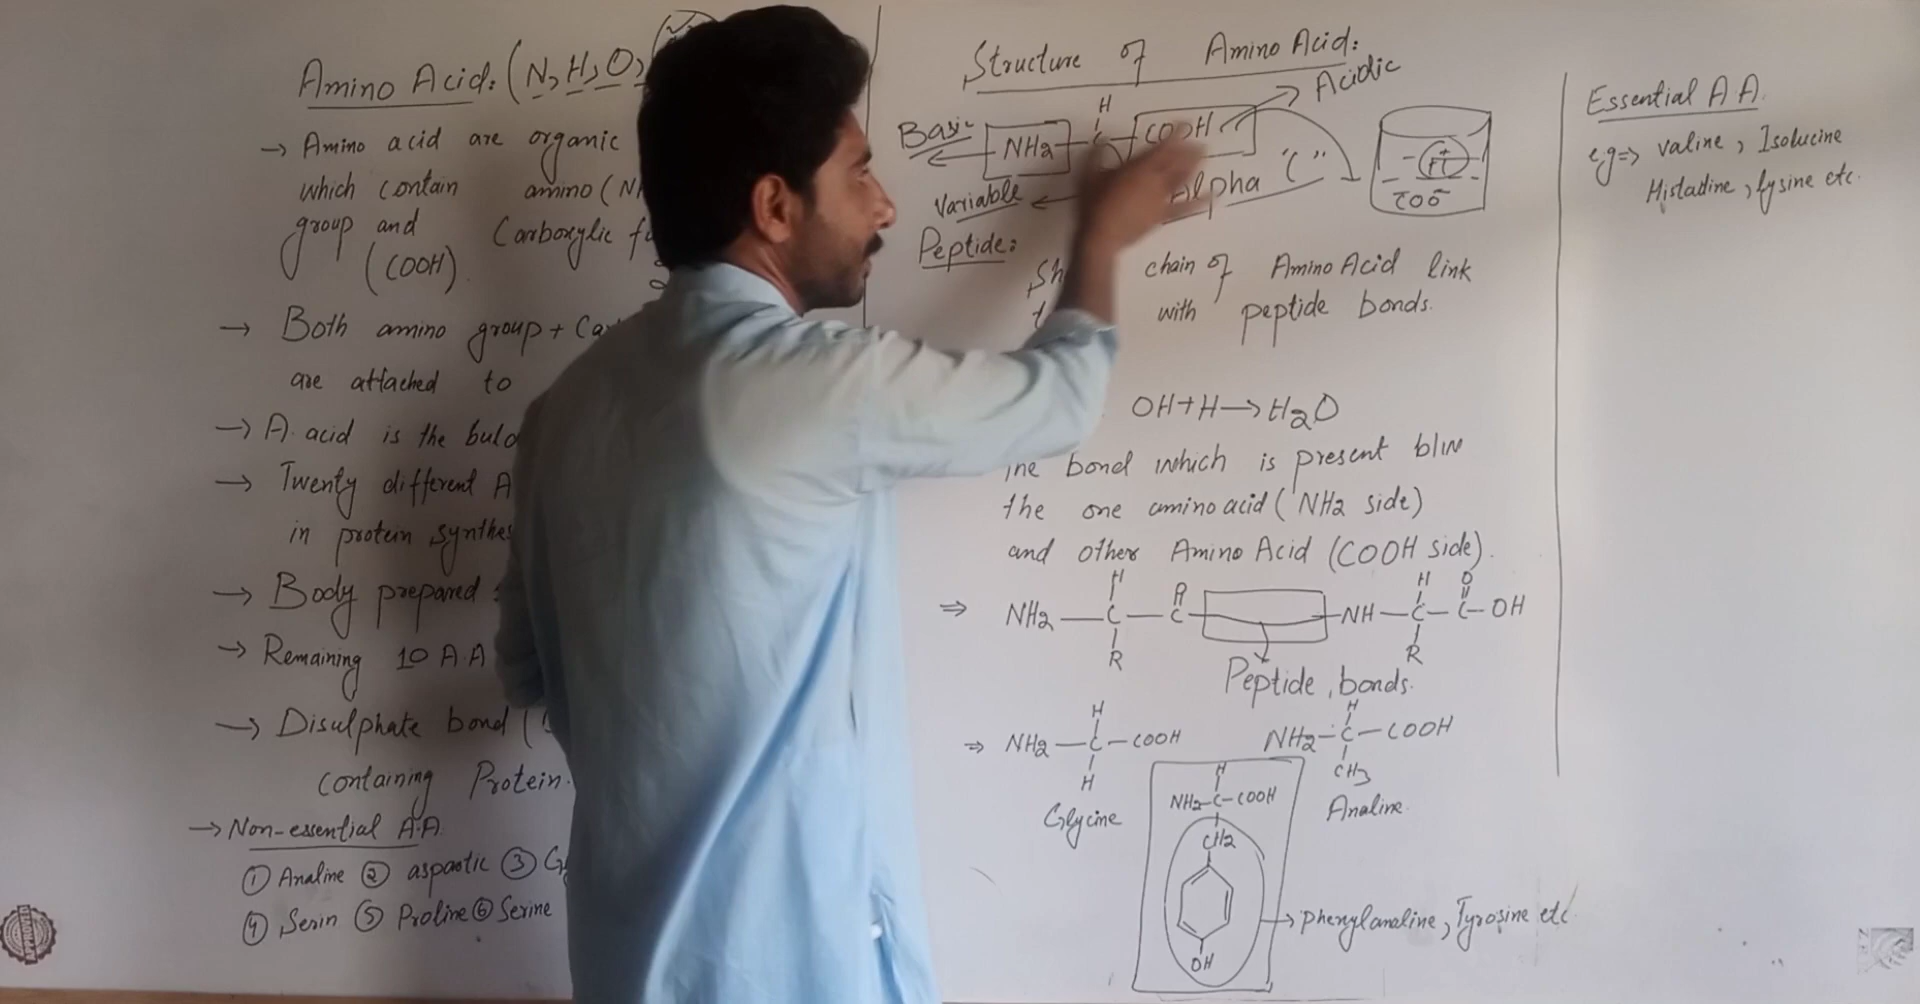 Amino Acid: (N, H, O,
→ Amino acid are organic
which contain amino (
group and Carboxylic
(COOH).
→ Both amino group +
are attached to
→ A. acid is the
→ Twenty different A
in protein
→ Body prepared :
→ Remaining 10 A.A
→ Disulphate bond (
containing Protein.
→ Non-essential A.A.
① Analine ② aspartic ③
④ Serin ⑤ Proline ⑥ Serine
Structure of Amino Acid:
Acidic
H
Basic NH2 - C - COOH
Variable Alpha "C"
H+
COO-
Peptide:
chain of Amino Acid link
with peptide bonds.
OH+H → H2O
The bond which is present b/w
the one amino acid (NH2 side)
and other Amino Acid (COOH side).
H H O
⇒ NH2 — C — C — NH — C — C — OH
R R
Peptide bonds.
H H
⇒ NH2 — C — COOH NH2 — C — COOH
H CH3
Glycine Analine.
H
NH2-C-COOH
CH2
→ phenylanaline, Tyrosine etc
OH
Essential A A.
e.g => valine, Isolucine
Histadine, lysine etc.
APPROVED